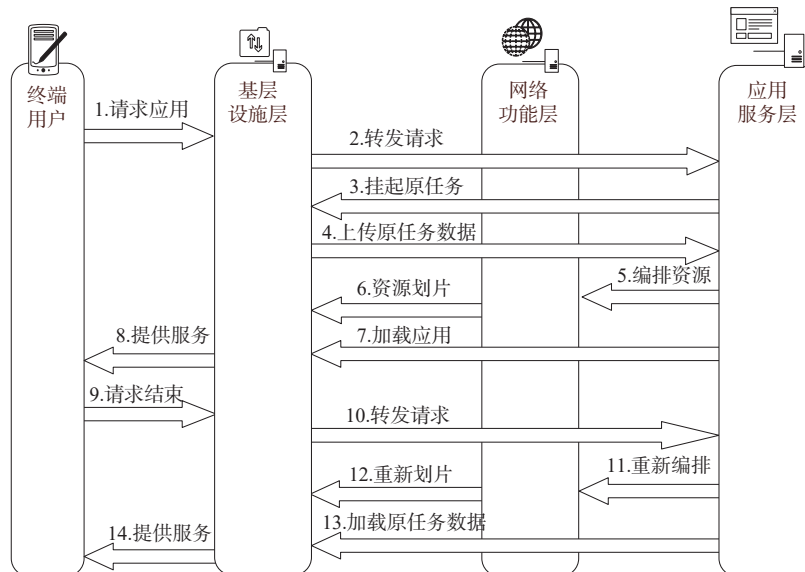 终端
用户
基层
设施层
网络
功能层
应用
服务层
1.请求应用
2.转发请求
3.挂起原任务
4.上传原任务数据
5.编排资源
6.资源划片
7.加载应用
8.提供服务
9.请求结束
10.转发请求
11.重新编排
12.重新划片
13.加载原任务数据
14.提供服务